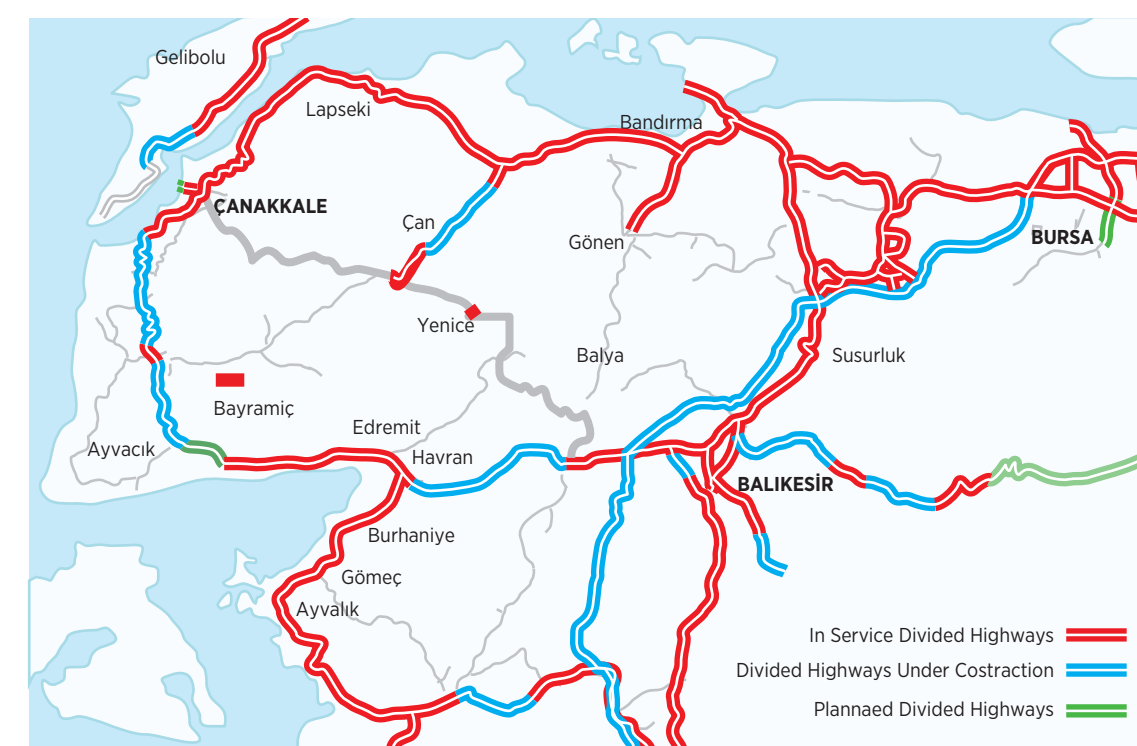 Gelibolu
Lapseki
Bandırma
ÇANAKKALE
Çan
Gönen
BURSA
Yenice
Balya
Susurluk
Bayramiç
Edremit
Ayvacık
Havran
BALIKESİR
Burhaniye
Gömeç
Ayvalık
In Service Divided Highways
Divided Highways Under Costraction
Plannaed Divided Highways